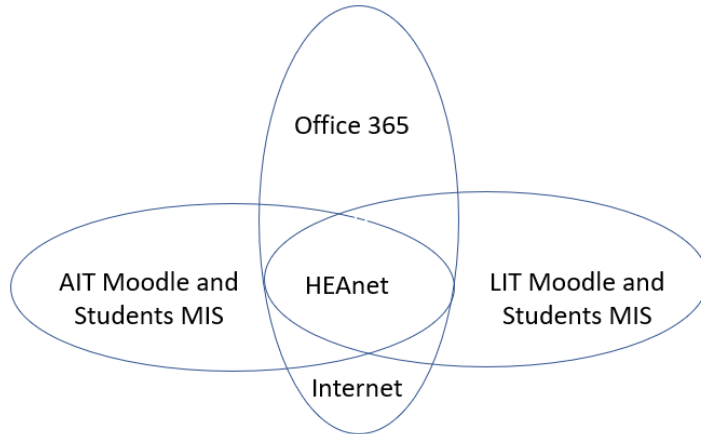 Office 365
AIT Moodle and
Students MIS
HEAnet
LIT Moodle and
Students MIS
Internet